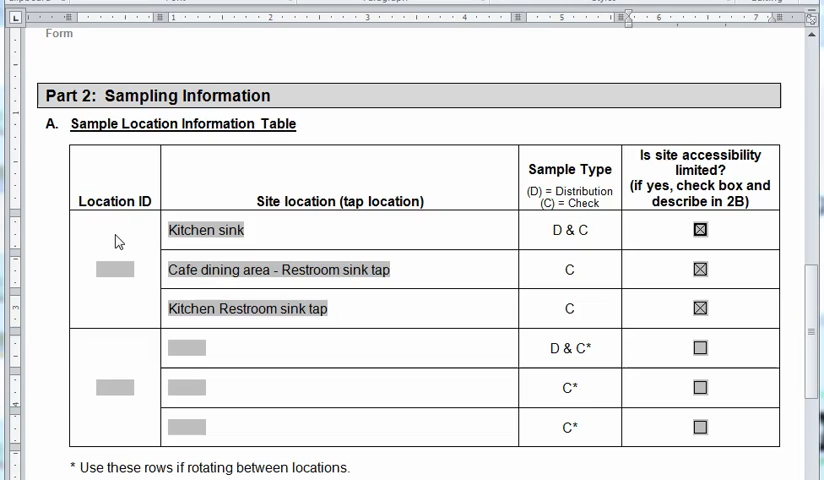 Form
Part 2: Sampling Information
A. Sample Location Information Table
Location ID
Site location (tap location)
Sample Type
(D) = Distribution
(C) = Check
Is site accessibility
limited?
(if yes, check box and
describe in 2B)
Kitchen sink
D & C
Cafe dining area - Restroom sink tap
C
Kitchen Restroom sink tap
C
D & C*
C*
C*
* Use these rows if rotating between locations.